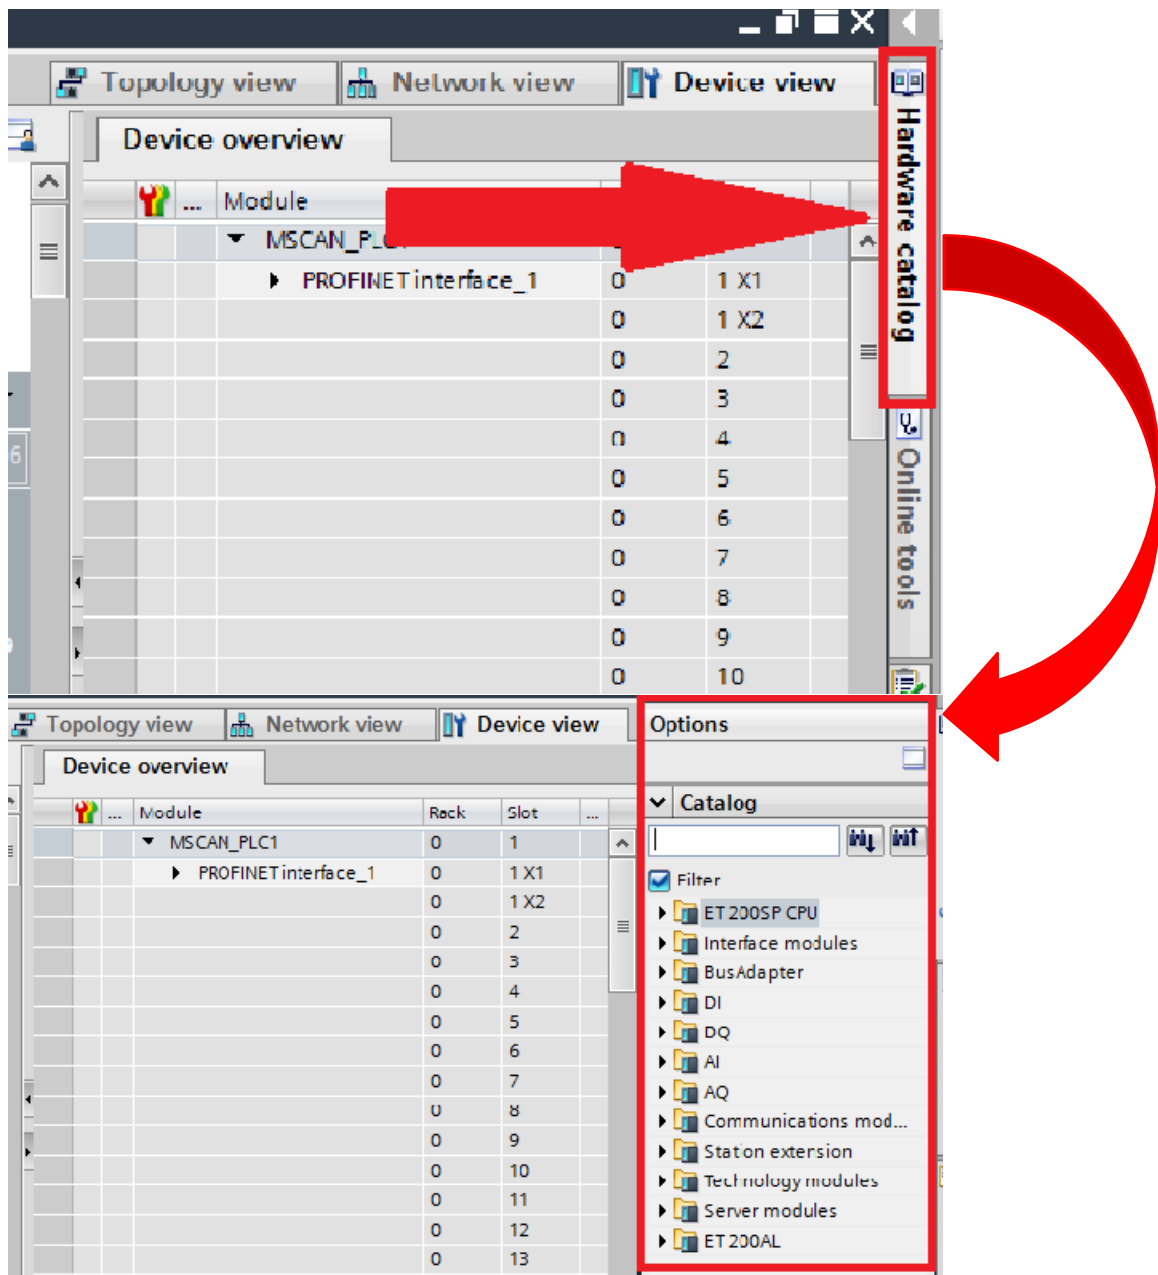 Topology view Network view Device view
Device overview
... Module
MSCAN_PLC1
PROFINET interface_1 0 1 X1
0 1 X2
0 2
0 3
0 4
0 5
0 6
0 7
0 8
0 9
0 10
Hardware catalog
Online tools
6
Topology view Network view Device view
Device overview
... Module Rack Slot ...
MSCAN_PLC1 0 1
PROFINET interface_1 0 1 X1
0 1 X2
0 2
0 3
0 4
0 5
0 6
0 7
0 8
0 9
0 10
0 11
0 12
0 13
Options
Catalog
Filter
ET 200SP CPU
Interface modules
BusAdapter
DI
DQ
AI
AQ
Communications mod...
Station extension
Technology modules
Server modules
ET 200AL